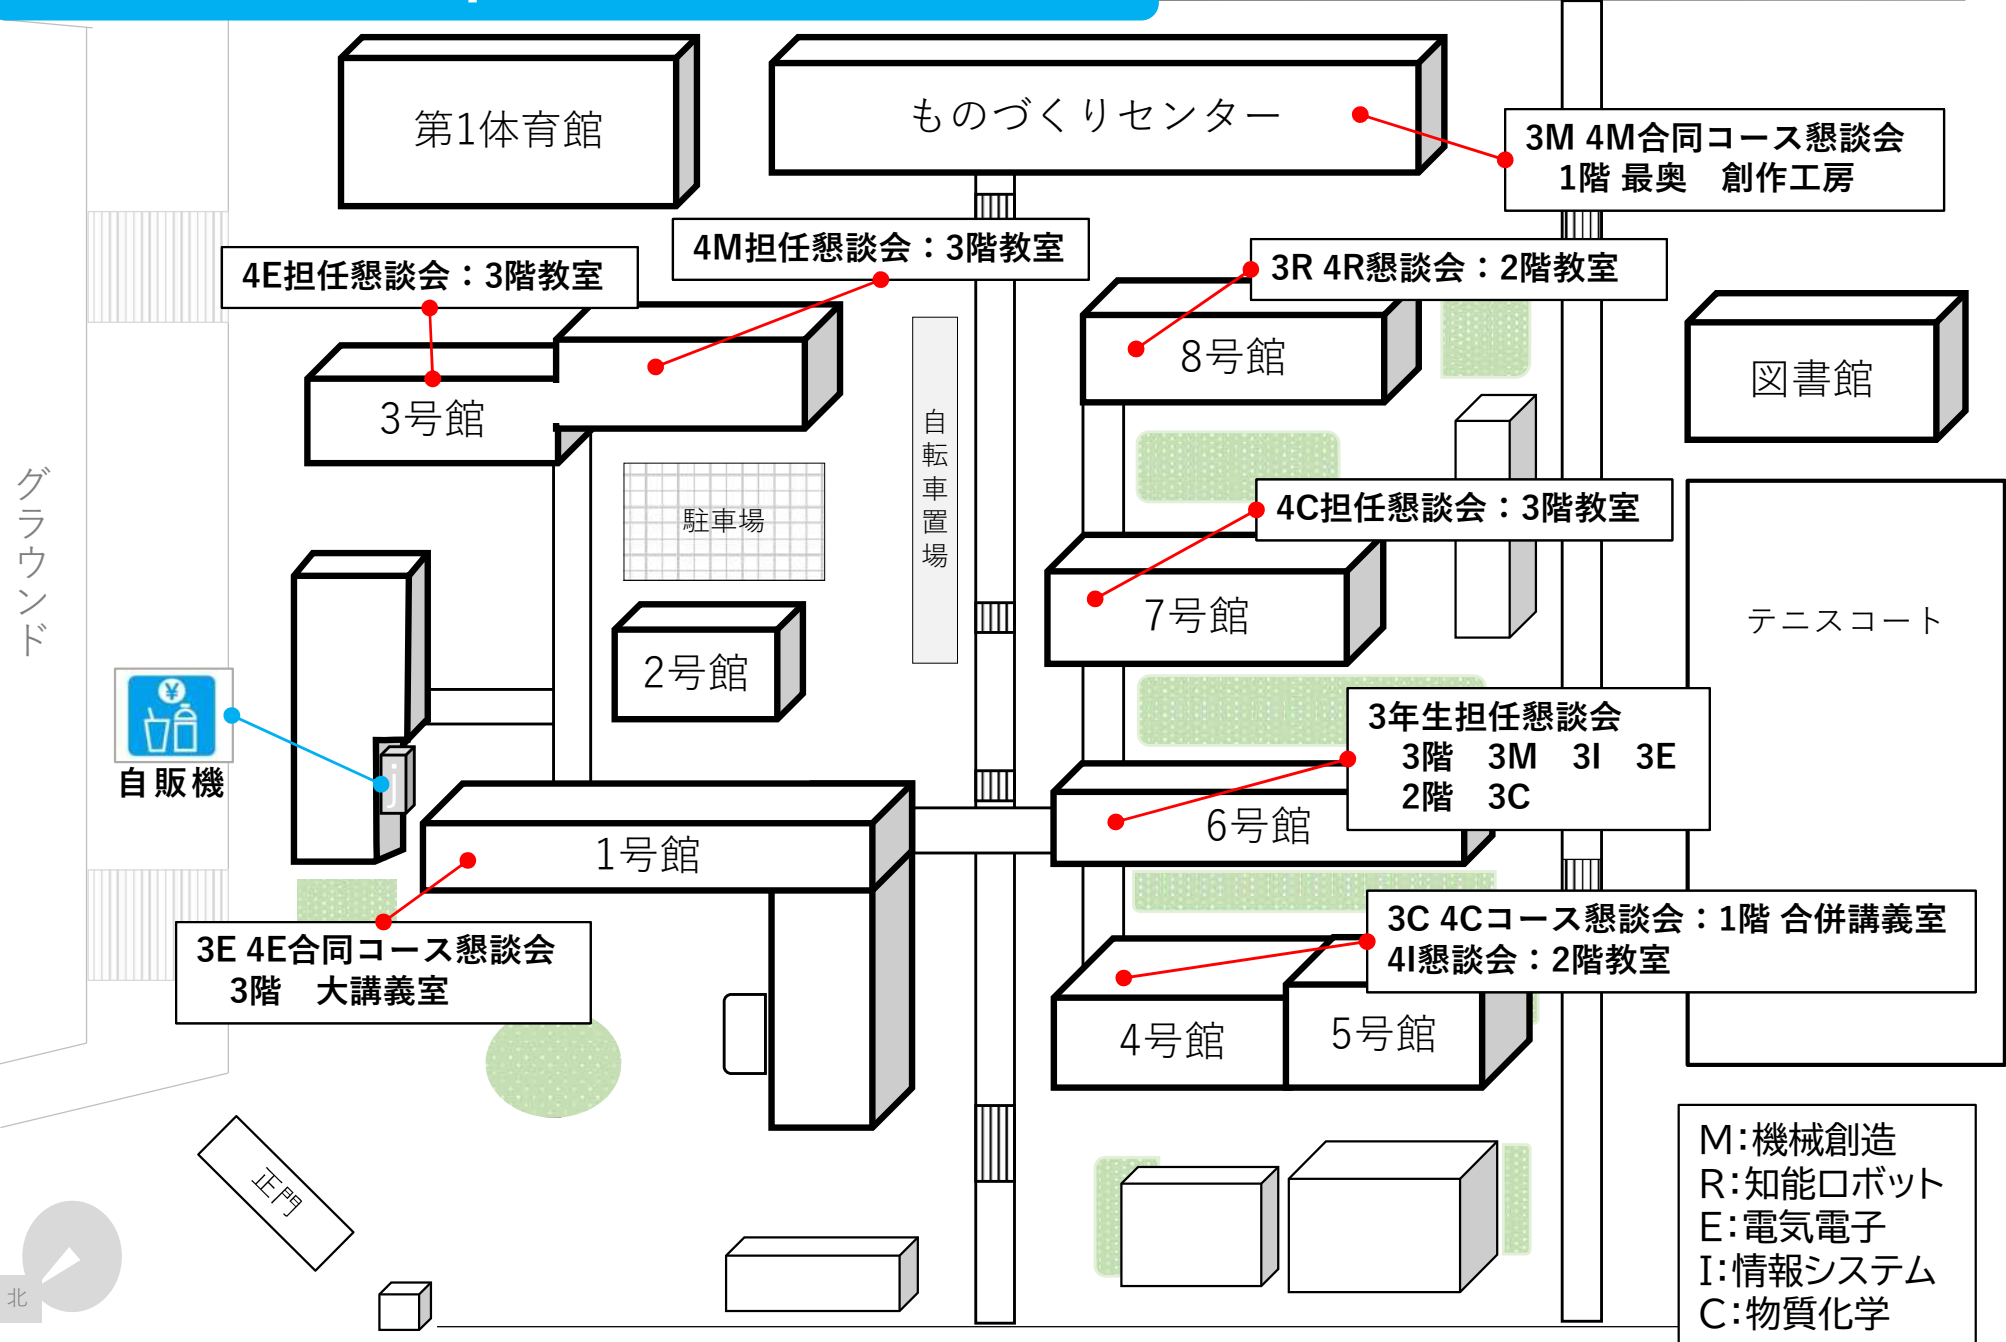 第1体育館
ものづくりセンター
3M 4M合同コース懇談会
1階 最奥　創作工房
4M担任懇談会：3階教室
4E担任懇談会：3階教室
3R 4R懇談会：2階教室
8号館
図書館
3号館
自転車置場
グラウンド
駐車場
4C担任懇談会：3階教室
7号館
テニスコート
2号館
¥
自販機
j
3年生担任懇談会
3階　3M　3I　3E
2階　3C
6号館
1号館
3E 4E合同コース懇談会
3階　大講義室
3C 4Cコース懇談会：1階 合併講義室
4I懇談会：2階教室
4号館
5号館
正門
北
M：機械創造
R：知能ロボット
E：電気電子
I：情報システム
C：物質化学